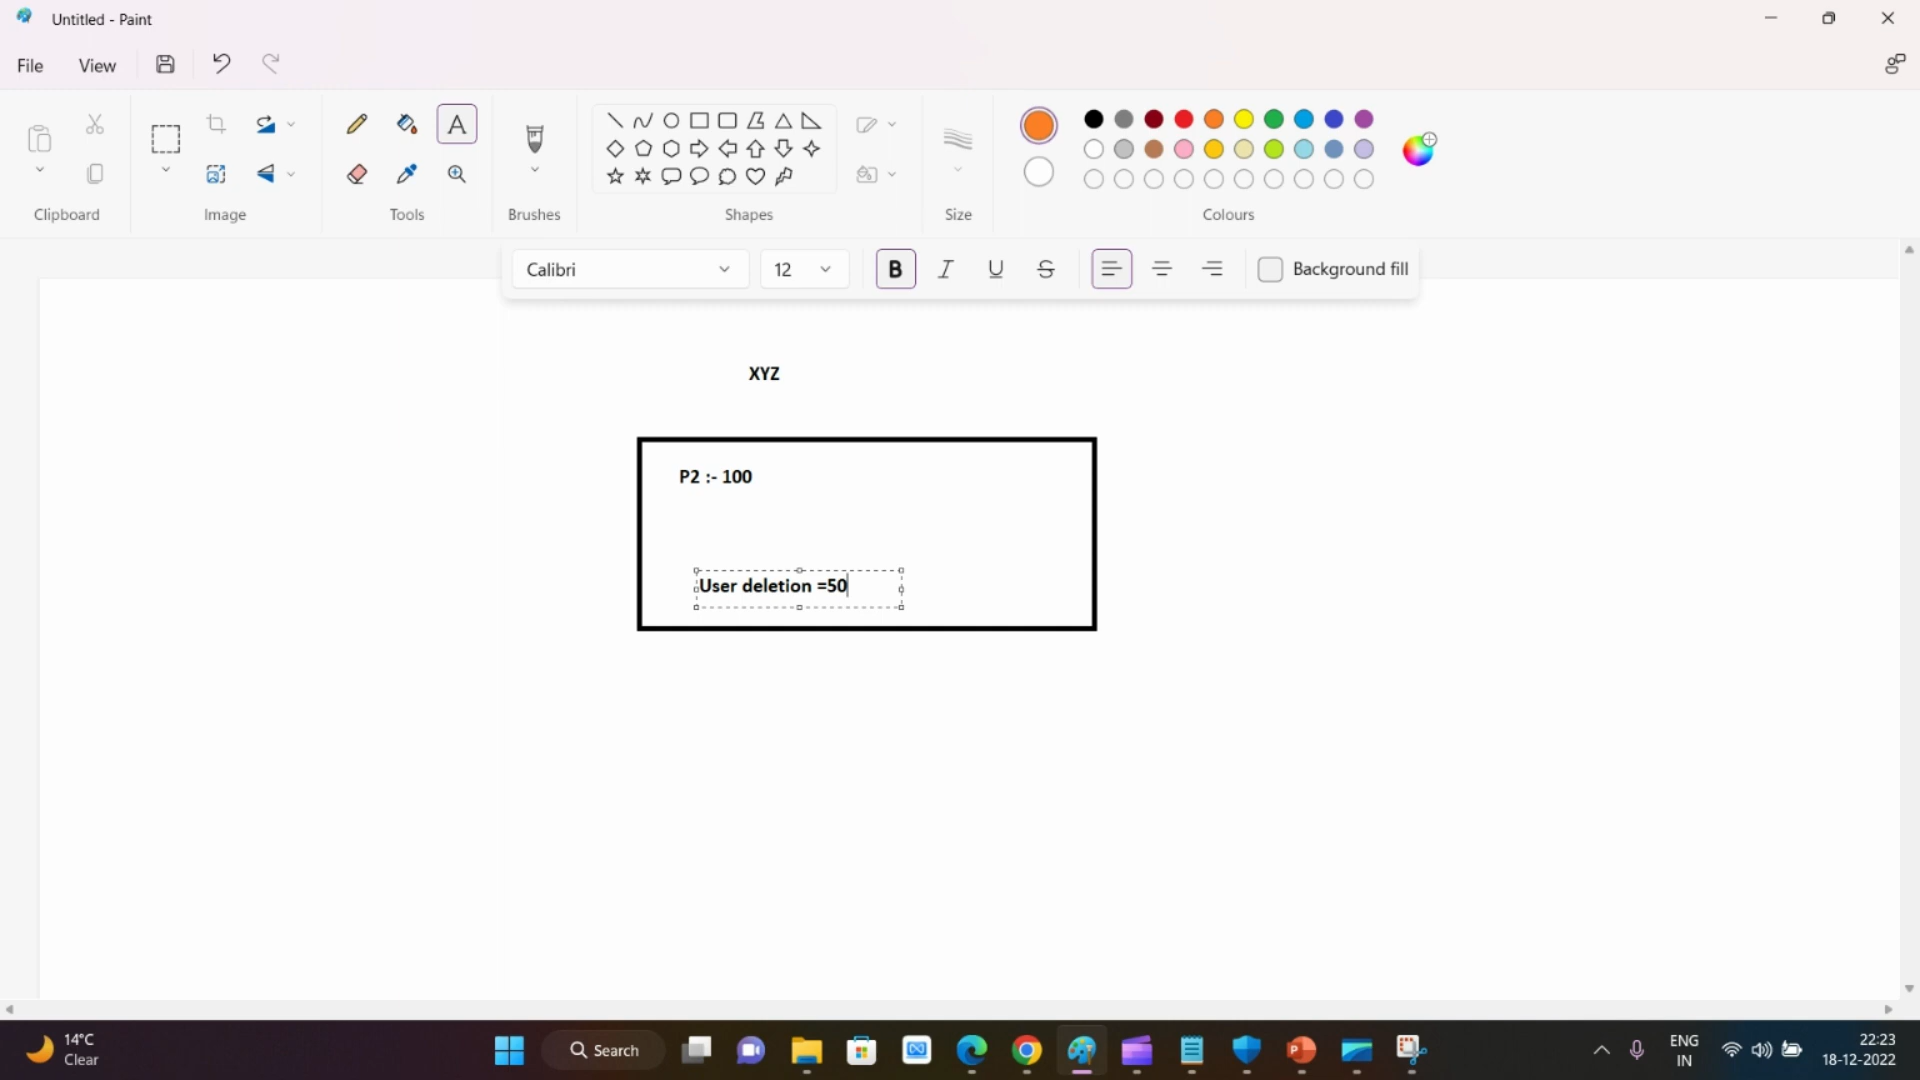 Untitled - Paint
File
View
Clipboard
Image
Tools
Brushes
Shapes
Size
Colours
A
Calibri
12
B
I
U
S
Background fill
XYZ
P2 :- 100
User deletion =50
14°C
Clear
Search
ENG
IN
22:23
18-12-2022